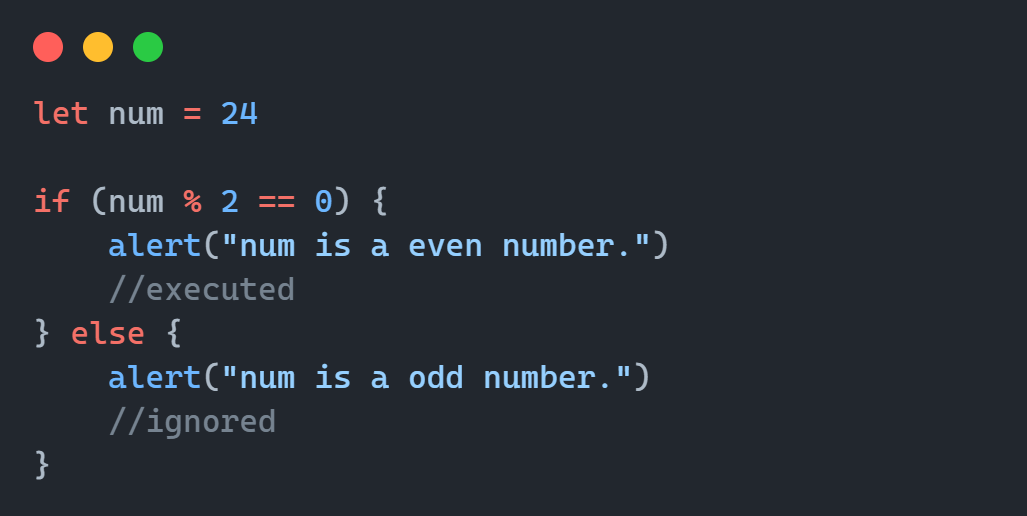 let num = 24
if (num % 2 == 0) {
    alert("num is a even number.")
    //executed
} else {
    alert("num is a odd number.")
    //ignored
}